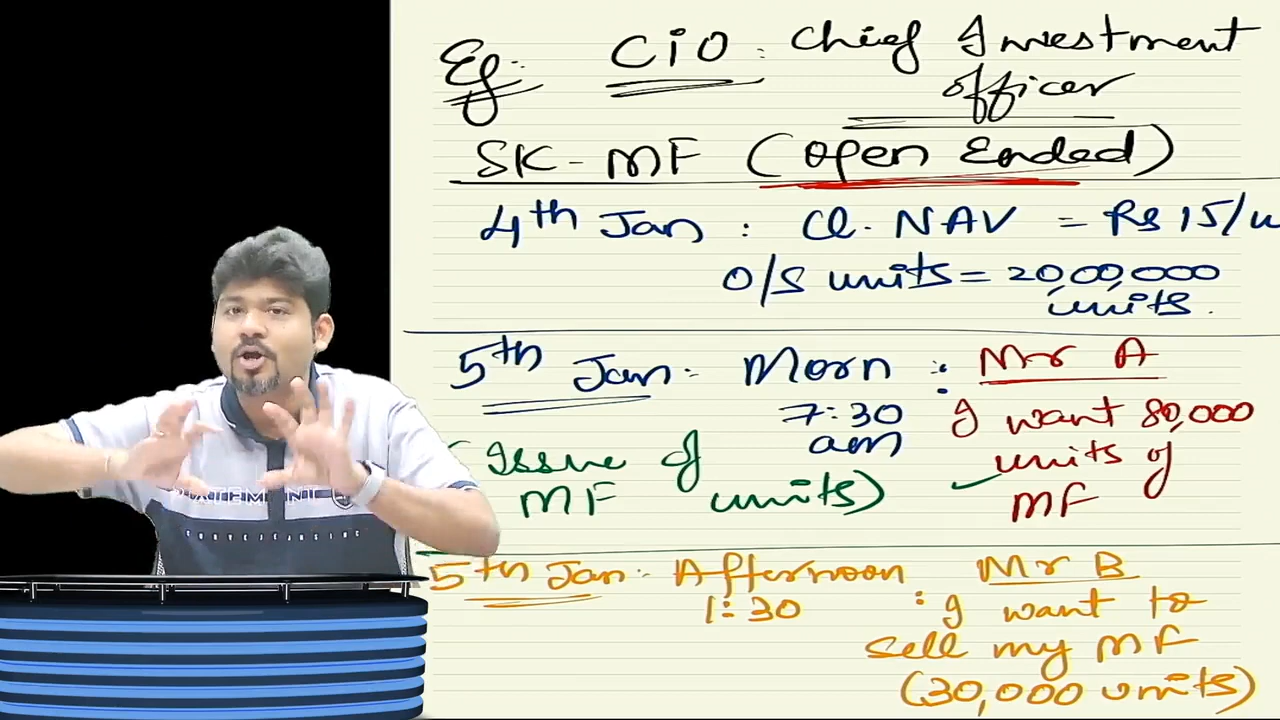 Eg:- CiO : Chief Investment
officer
SK-MF (open Ended)
4th Jan : Cl. NAV = Rs 15/u
O/S units = 20,00,000
units.
5th Jan: Morn : Mr A
7:30 am
I want 80,000
units of
MF
(Issue of
MF units)
5th Jan: Afternoon Mr B
1:30 : I want to
sell my MF
(30,000 units)